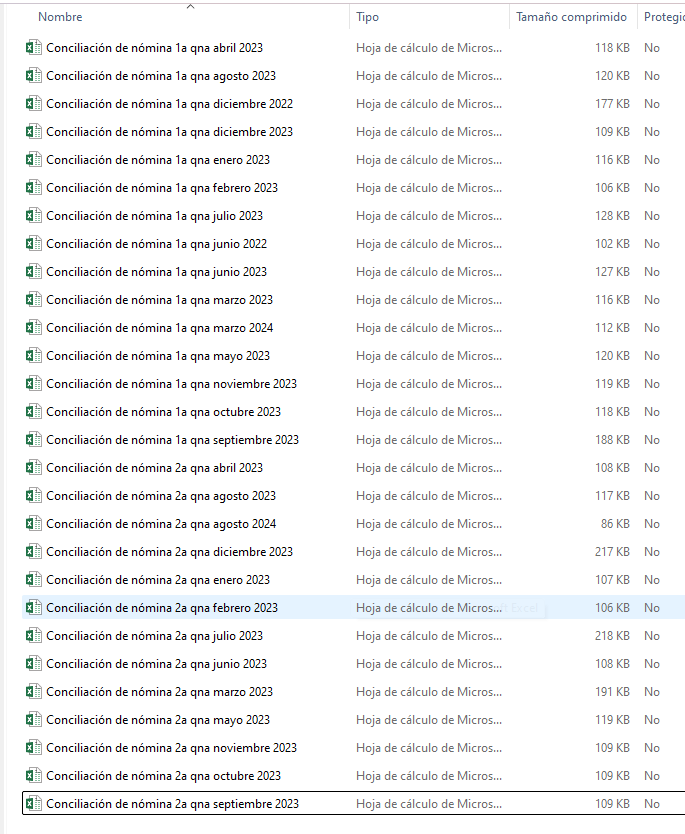 Nombre Tipo Tamaño comprimido Protegi
Conciliación de nómina 1a qna abril 2023 Hoja de cálculo de Micros... 118 KB No
Conciliación de nómina 1a qna agosto 2023 Hoja de cálculo de Micros... 120 KB No
Conciliación de nómina 1a qna diciembre 2022 Hoja de cálculo de Micros... 177 KB No
Conciliación de nómina 1a qna diciembre 2023 Hoja de cálculo de Micros... 109 KB No
Conciliación de nómina 1a qna enero 2023 Hoja de cálculo de Micros... 116 KB No
Conciliación de nómina 1a qna febrero 2023 Hoja de cálculo de Micros... 106 KB No
Conciliación de nómina 1a qna julio 2023 Hoja de cálculo de Micros... 128 KB No
Conciliación de nómina 1a qna junio 2022 Hoja de cálculo de Micros... 102 KB No
Conciliación de nómina 1a qna junio 2023 Hoja de cálculo de Micros... 127 KB No
Conciliación de nómina 1a qna marzo 2023 Hoja de cálculo de Micros... 116 KB No
Conciliación de nómina 1a qna marzo 2024 Hoja de cálculo de Micros... 112 KB No
Conciliación de nómina 1a qna mayo 2023 Hoja de cálculo de Micros... 120 KB No
Conciliación de nómina 1a qna noviembre 2023 Hoja de cálculo de Micros... 119 KB No
Conciliación de nómina 1a qna octubre 2023 Hoja de cálculo de Micros... 118 KB No
Conciliación de nómina 1a qna septiembre 2023 Hoja de cálculo de Micros... 188 KB No
Conciliación de nómina 2a qna abril 2023 Hoja de cálculo de Micros... 108 KB No
Conciliación de nómina 2a qna agosto 2023 Hoja de cálculo de Micros... 117 KB No
Conciliación de nómina 2a qna agosto 2024 Hoja de cálculo de Micros... 86 KB No
Conciliación de nómina 2a qna diciembre 2023 Hoja de cálculo de Micros... 217 KB No
Conciliación de nómina 2a qna enero 2023 Hoja de cálculo de Micros... 107 KB No
Conciliación de nómina 2a qna febrero 2023 Hoja de cálculo de Micros... 106 KB No
Conciliación de nómina 2a qna julio 2023 Hoja de cálculo de Micros... 218 KB No
Conciliación de nómina 2a qna junio 2023 Hoja de cálculo de Micros... 108 KB No
Conciliación de nómina 2a qna marzo 2023 Hoja de cálculo de Micros... 191 KB No
Conciliación de nómina 2a qna mayo 2023 Hoja de cálculo de Micros... 119 KB No
Conciliación de nómina 2a qna noviembre 2023 Hoja de cálculo de Micros... 109 KB No
Conciliación de nómina 2a qna octubre 2023 Hoja de cálculo de Micros... 109 KB No
Conciliación de nómina 2a qna septiembre 2023 Hoja de cálculo de Micros... 109 KB No